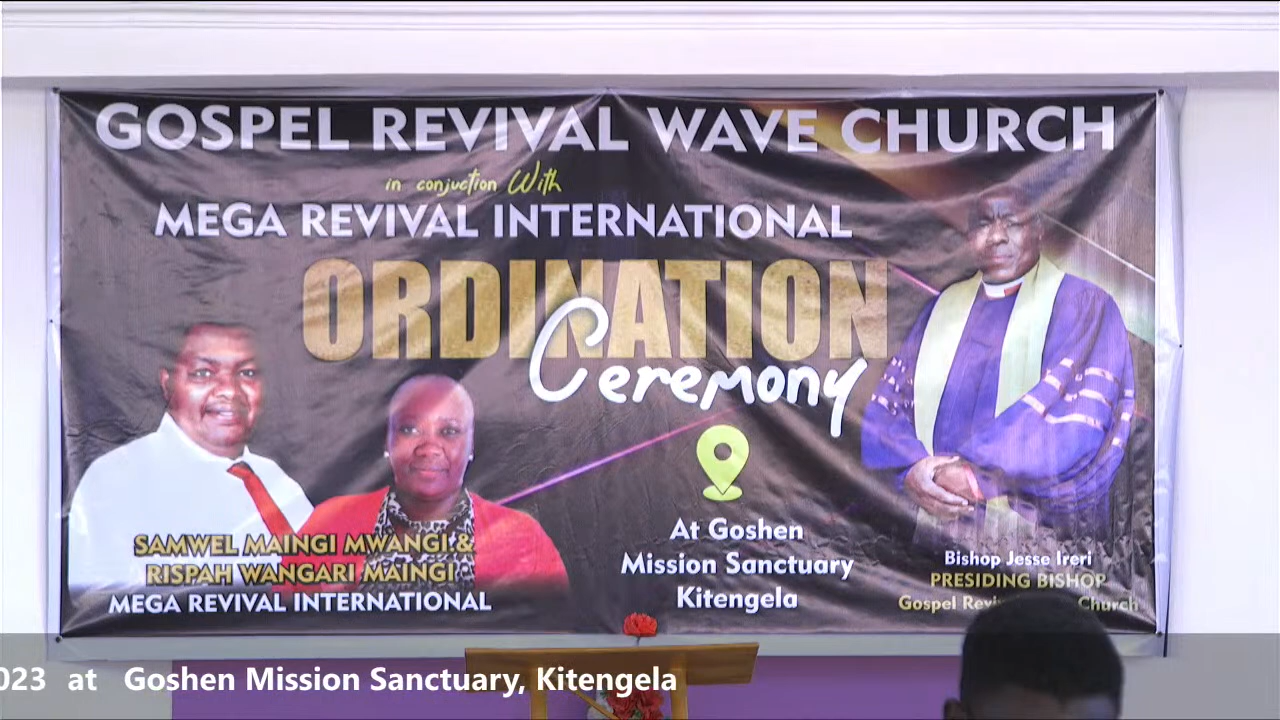 GOSPEL REVIVAL WAVE CHURCH
in conjuction With
MEGA REVIVAL INTERNATIONAL
ORDINATION
Ceremony
At Goshen
Mission Sanctuary
Kitengela
SAMWEL MAINGI MWANGI &
RISPAH WANGARI MAINGI
MEGA REVIVAL INTERNATIONAL
Bishop Jesse Ireri
PRESIDING BISHOP
Gospel Church
023 at Goshen Mission Sanctuary, Kitengela